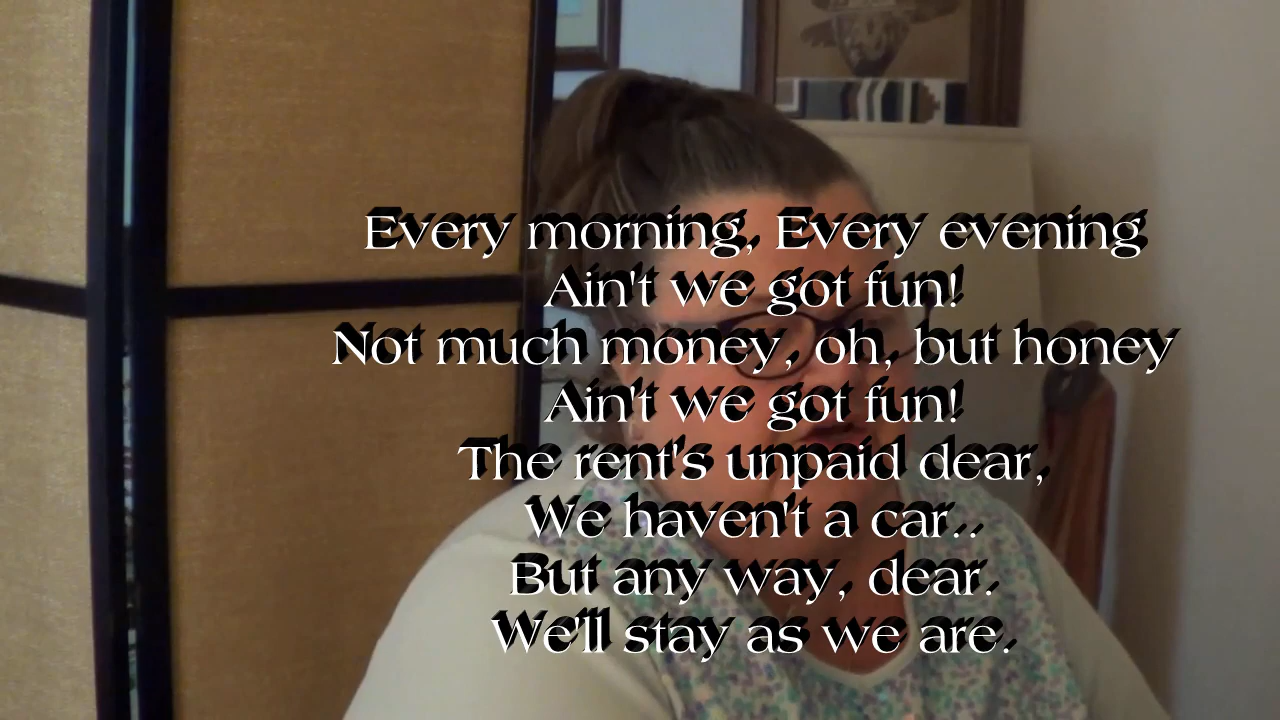 Every morning, Every evening
Ain't we got fun!
Not much money, oh, but honey
Ain't we got fun!
The rent's unpaid dear,
We haven't a car..
But any way, dear.
We'll stay as we are.